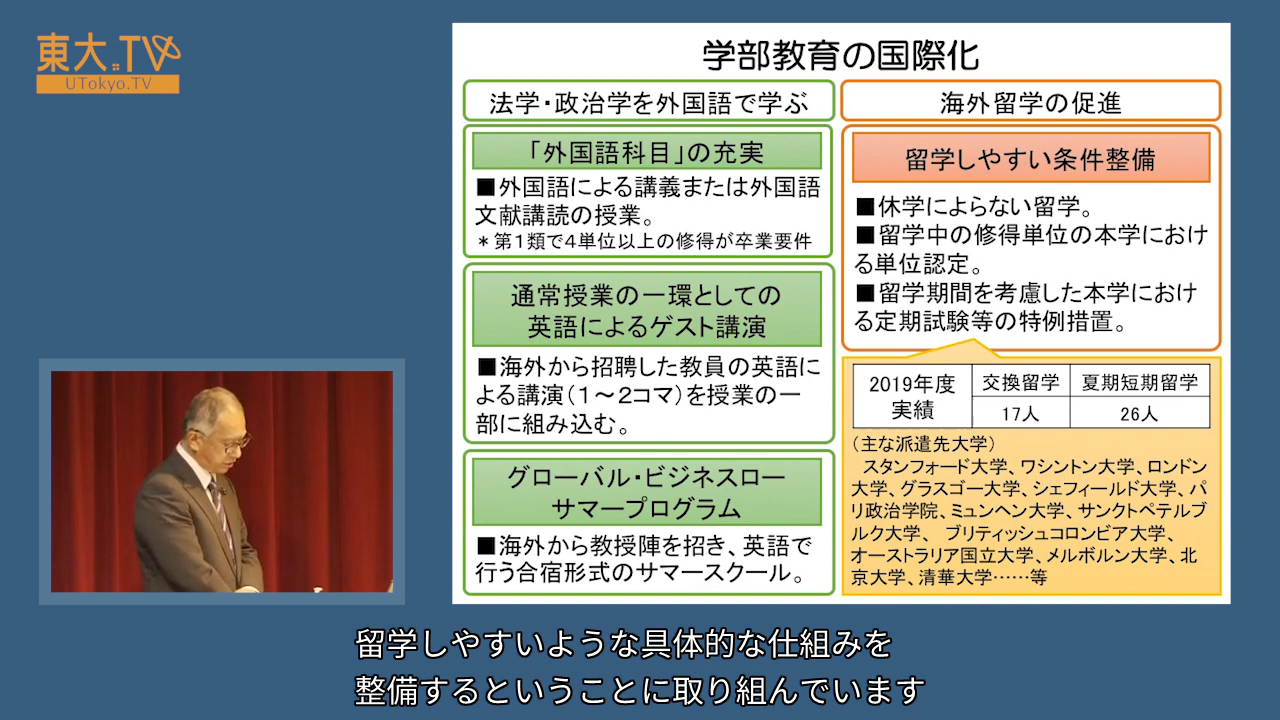 東大.TV
UTokyo.TV
学部教育の国際化
法学・政治学を外国語で学ぶ
「外国語科目」の充実
■外国語による講義または外国語
文献講読の授業。
＊第１類で４単位以上の修得が卒業要件
通常授業の一環としての
英語によるゲスト講演
■海外から招聘した教員の英語に
よる講演（１～２コマ）を授業の一
部に組み込む。
グローバル・ビジネスロー
サマープログラム
■海外から教授陣を招き、英語で
行う合宿形式のサマースクール。
海外留学の促進
留学しやすい条件整備
■休学によらない留学。
■留学中の修得単位の本学におけ
る単位認定。
■留学期間を考慮した本学におけ
る定期試験等の特例措置。
2019年度
実績
交換留学
夏期短期留学
17人
26人
（主な派遣先大学）
スタンフォード大学、ワシントン大学、ロンドン
大学、グラスゴー大学、シェフィールド大学、パ
リ政治学院、ミュンヘン大学、サンクトペテルブ
ルク大学、 ブリティッシュコロンビア大学、
オーストラリア国立大学、メルボルン大学、北
京大学、清華大学……等
留学しやすいような具体的な仕組みを
整備するということに取り組んでいます